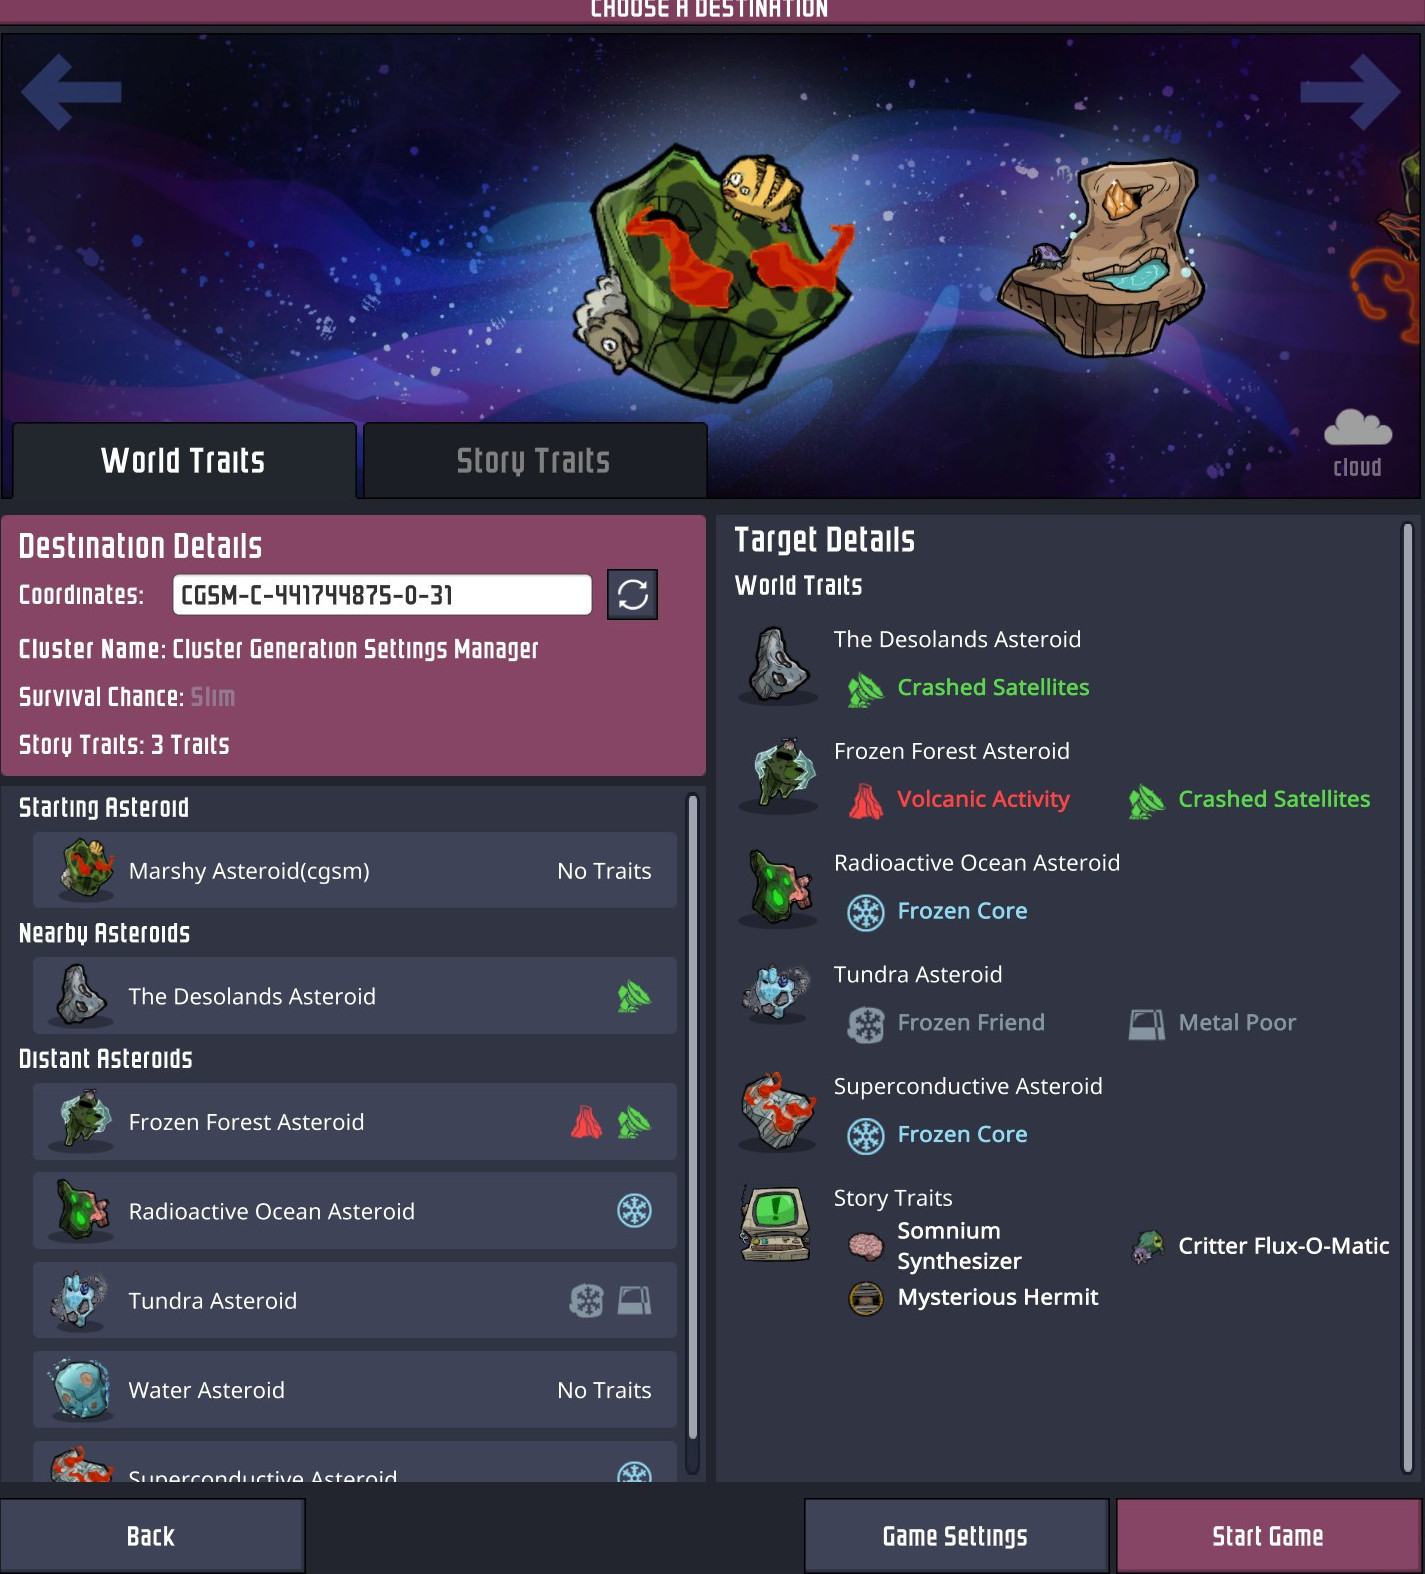 CHOOSE A DESTINATION
cloud
World Traits
Story Traits
Destination Details
Coordinates:
CGSM-C-441744875-0-31
Cluster Name: Cluster Generation Settings Manager
Survival Chance: Slim
Story Traits: 3 Traits
Starting Asteroid
Marshy Asteroid(cgsm)
No Traits
Nearby Asteroids
The Desolands Asteroid
Distant Asteroids
Frozen Forest Asteroid
Radioactive Ocean Asteroid
Tundra Asteroid
Water Asteroid
No Traits
Superconductive Asteroid
Target Details
World Traits
The Desolands Asteroid
Crashed Satellites
Frozen Forest Asteroid
Volcanic Activity
Crashed Satellites
Radioactive Ocean Asteroid
Frozen Core
Tundra Asteroid
Frozen Friend
Metal Poor
Superconductive Asteroid
Frozen Core
Story Traits
Somnium
Synthesizer
Critter Flux-O-Matic
Mysterious Hermit
Back
Game Settings
Start Game